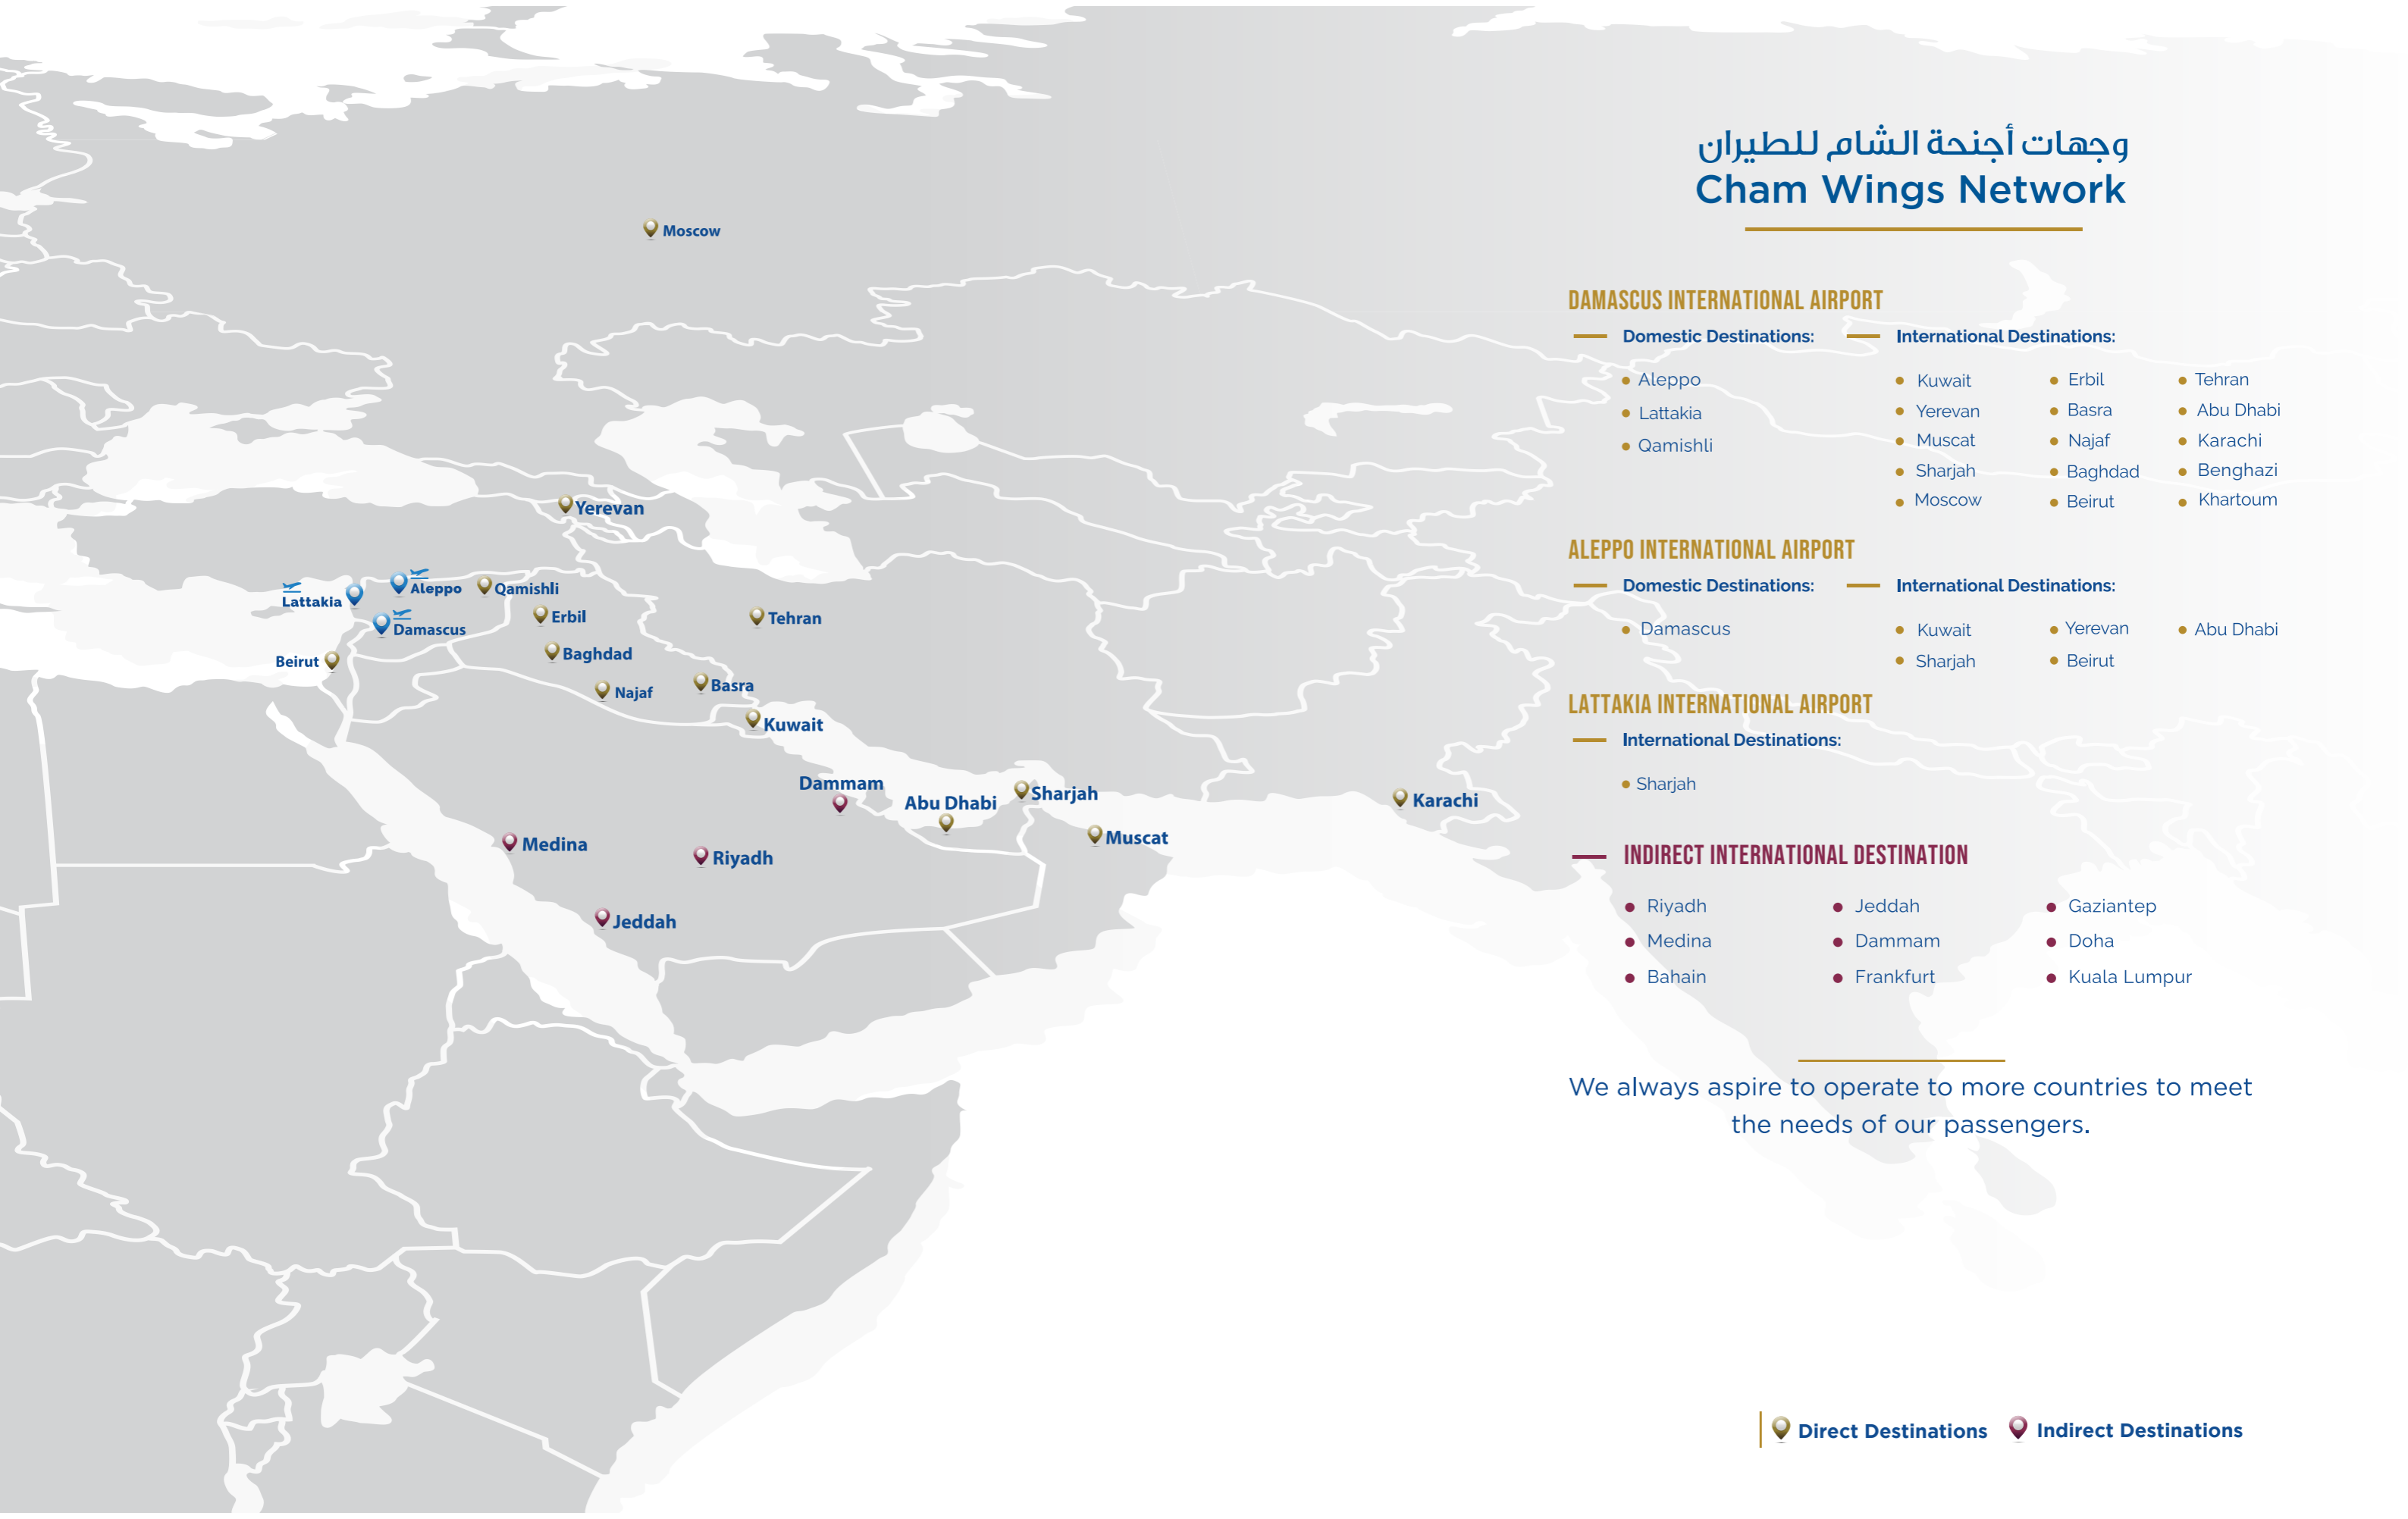 وجهات أجنحة الشام للطيران
Cham Wings Network
DAMASCUS INTERNATIONAL AIRPORT
Domestic Destinations:
Aleppo
Lattakia
Qamishli
International Destinations:
Kuwait
Yerevan
Muscat
Sharjah
Moscow
Erbil
Basra
Najaf
Baghdad
Beirut
Tehran
Abu Dhabi
Karachi
Benghazi
Khartoum
ALEPPO INTERNATIONAL AIRPORT
Domestic Destinations:
Damascus
International Destinations:
Kuwait
Sharjah
Yerevan
Beirut
Abu Dhabi
LATTAKIA INTERNATIONAL AIRPORT
International Destinations:
Sharjah
INDIRECT INTERNATIONAL DESTINATION
Riyadh
Medina
Bahain
Jeddah
Dammam
Frankfurt
Gaziantep
Doha
Kuala Lumpur
We always aspire to operate to more countries to meet
the needs of our passengers.
Direct Destinations
Indirect Destinations
Moscow
Yerevan
Lattakia
Aleppo
Qamishli
Damascus
Erbil
Tehran
Beirut
Baghdad
Najaf
Basra
Kuwait
Dammam
Abu Dhabi
Sharjah
Karachi
Muscat
Medina
Riyadh
Jeddah